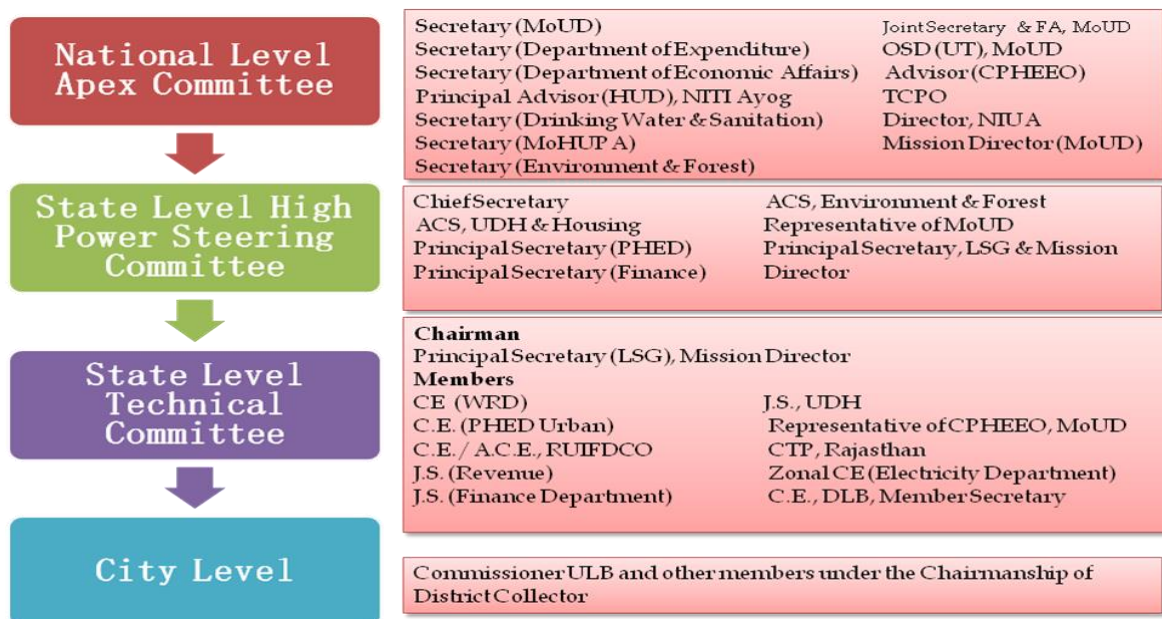 National Level
Apex Committee
Secretary (MoUD)
Secretary (Department of Expenditure)
Secretary (Department of Economic Affairs)
Principal Advisor (HUD), NITI Ayog
Secretary (Drinking Water & Sanitation)
Secretary (MoHUP A)
Secretary (Environment & Forest)
Joint Secretary & FA, MoUD
OSD (UT), MoUD
Advisor (CPHEEO)
TCPO
Director, NIUA
Mission Director (MoUD)
State Level High
Power Steering
Committee
Chief Secretary
ACS, UDH & Housing
Principal Secretary (PHED)
Principal Secretary (Finance)
ACS, Environment & Forest
Representative of MoUD
Principal Secretary, LSG & Mission
Director
State Level
Technical
Committee
Chairman
Principal Secretary (LSG), Mission Director
Members
CE (WRD)
C.E. (PHED Urban)
C.E./ A.C.E., RUIFDCO
J.S. (Revenue)
J.S. (Finance Department)
J.S., UDH
Representative of CPHEEO, MoUD
CTP, Rajasthan
Zonal CE (Electricity Department)
C.E., DLB, Member Secretary
City Level
Commissioner ULB and other members under the Chairmanship of
District Collector